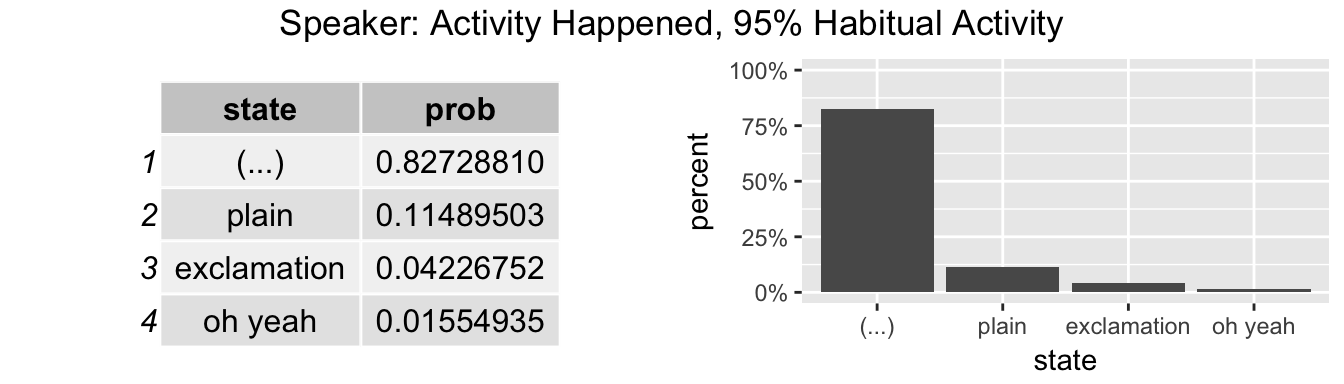 Speaker: Activity Happened, 95% Habitual Activity
state prob
1 (...) 0.82728810
2 plain 0.11489503
3 exclamation 0.04226752
4 oh yeah 0.01554935
percent
100%
75%
50%
25%
0%
(...) plain exclamation oh yeah
state